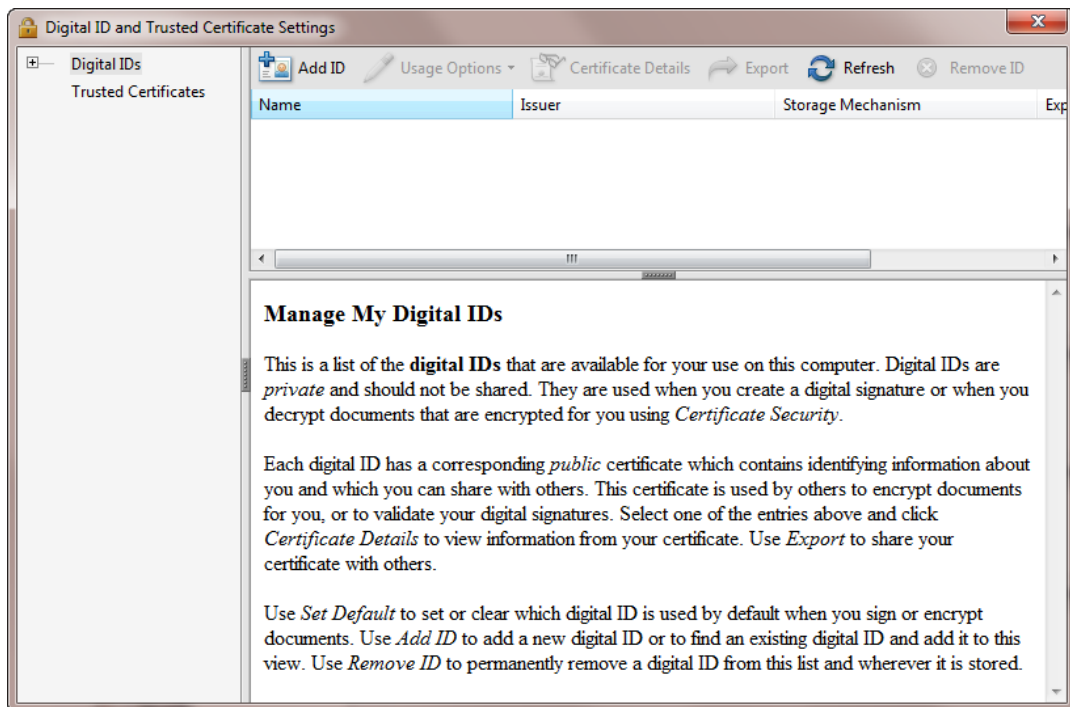 Digital ID and Trusted Certificate Settings
Digital IDs
Trusted Certificates
Add ID Usage Options Certificate Details Export Refresh Remove ID
Name Issuer Storage Mechanism Exp
Manage My Digital IDs
This is a list of the digital IDs that are available for your use on this computer. Digital IDs are
private and should not be shared. They are used when you create a digital signature or when you
decrypt documents that are encrypted for you using Certificate Security.
Each digital ID has a corresponding public certificate which contains identifying information about
you and which you can share with others. This certificate is used by others to encrypt documents
for you, or to validate your digital signatures. Select one of the entries above and click
Certificate Details to view information from your certificate. Use Export to share your
certificate with others.
Use Set Default to set or clear which digital ID is used by default when you sign or encrypt
documents. Use Add ID to add a new digital ID or to find an existing digital ID and add it to this
view. Use Remove ID to permanently remove a digital ID from this list and wherever it is stored.